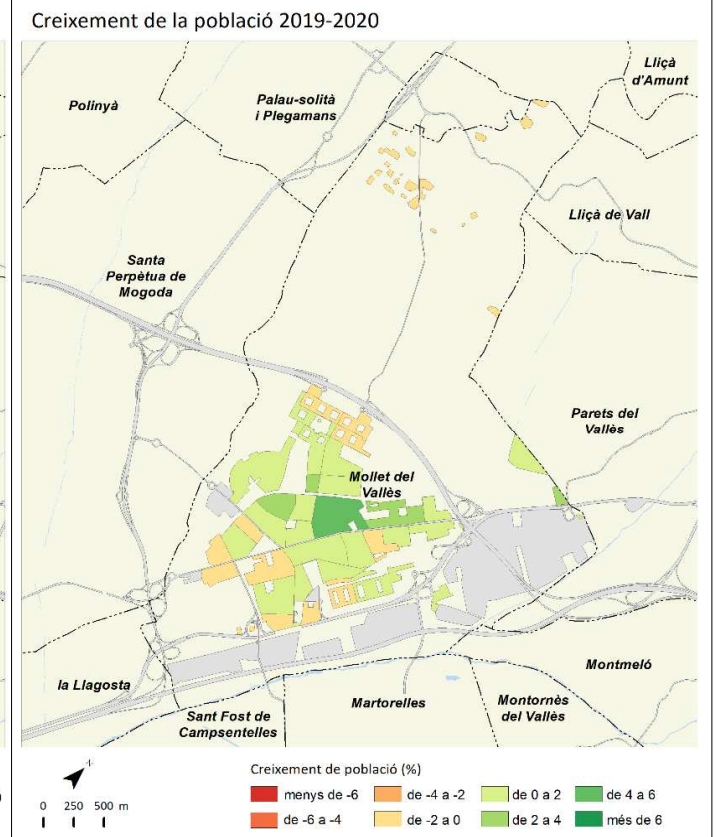 Creixement de la població 2019-2020
Lliçà
d'Amunt
Polinyà
Palau-solità
i Plegamans
Lliçà de Vall
Santa
Perpètua de
Mogoda
Parets del
Vallès
Mollet del
Vallès
Montmeló
la Llagosta
Martorelles
Montornès
del Vallès
Sant Fost de
Campsentelles
Creixement de població (%)
menys de -6
de -4 a -2
de 0 a 2
de 4 a 6
de -6 a -4
de -2 a 0
de 2 a 4
més de 6
0 250 500 m